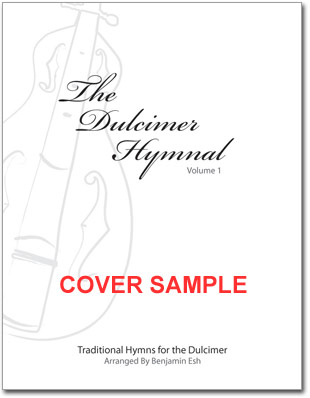 The
Dulcimer
Hymnal
Volume 1
COVER SAMPLE
Traditional Hymns for the Dulcimer
Arranged By Benjamin Esh